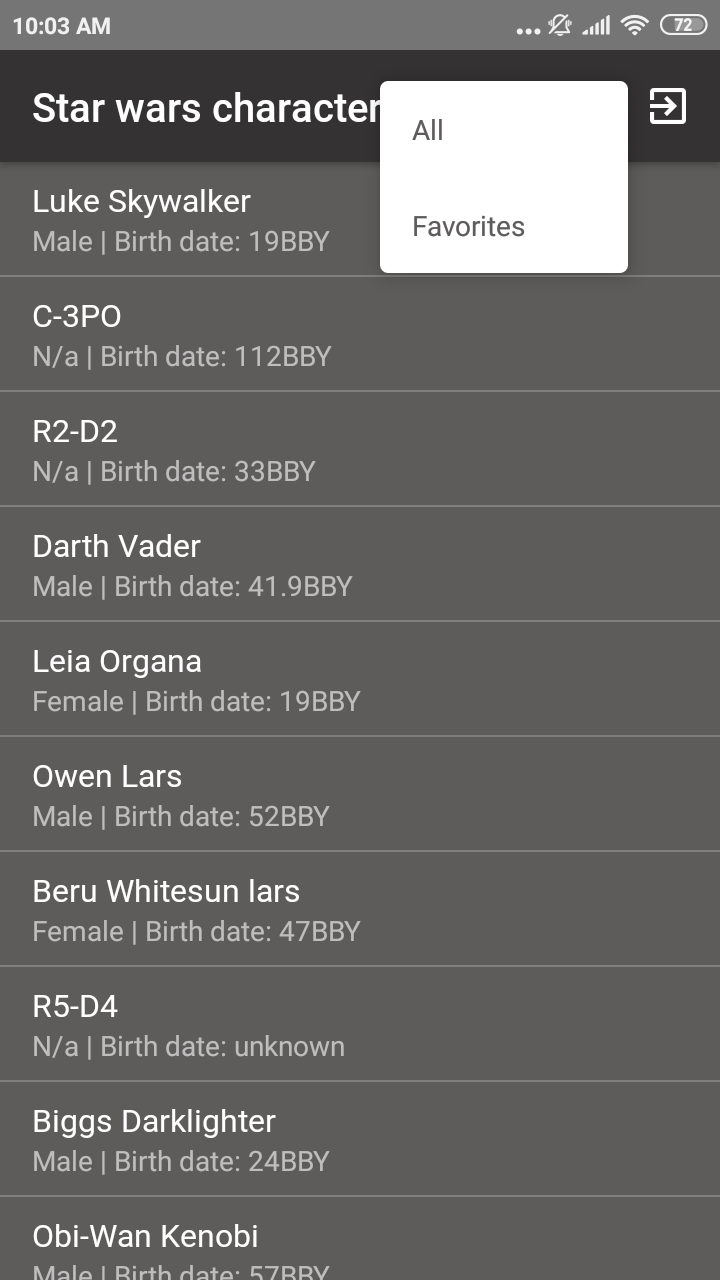 10:03 AM
72
Star wars character
All
Favorites
Luke Skywalker
Male | Birth date: 19BBY
C-3PO
N/a | Birth date: 112BBY
R2-D2
N/a | Birth date: 33BBY
Darth Vader
Male | Birth date: 41.9BBY
Leia Organa
Female | Birth date: 19BBY
Owen Lars
Male | Birth date: 52BBY
Beru Whitesun lars
Female | Birth date: 47BBY
R5-D4
N/a | Birth date: unknown
Biggs Darklighter
Male | Birth date: 24BBY
Obi-Wan Kenobi
Male | Birth date: 57BBY